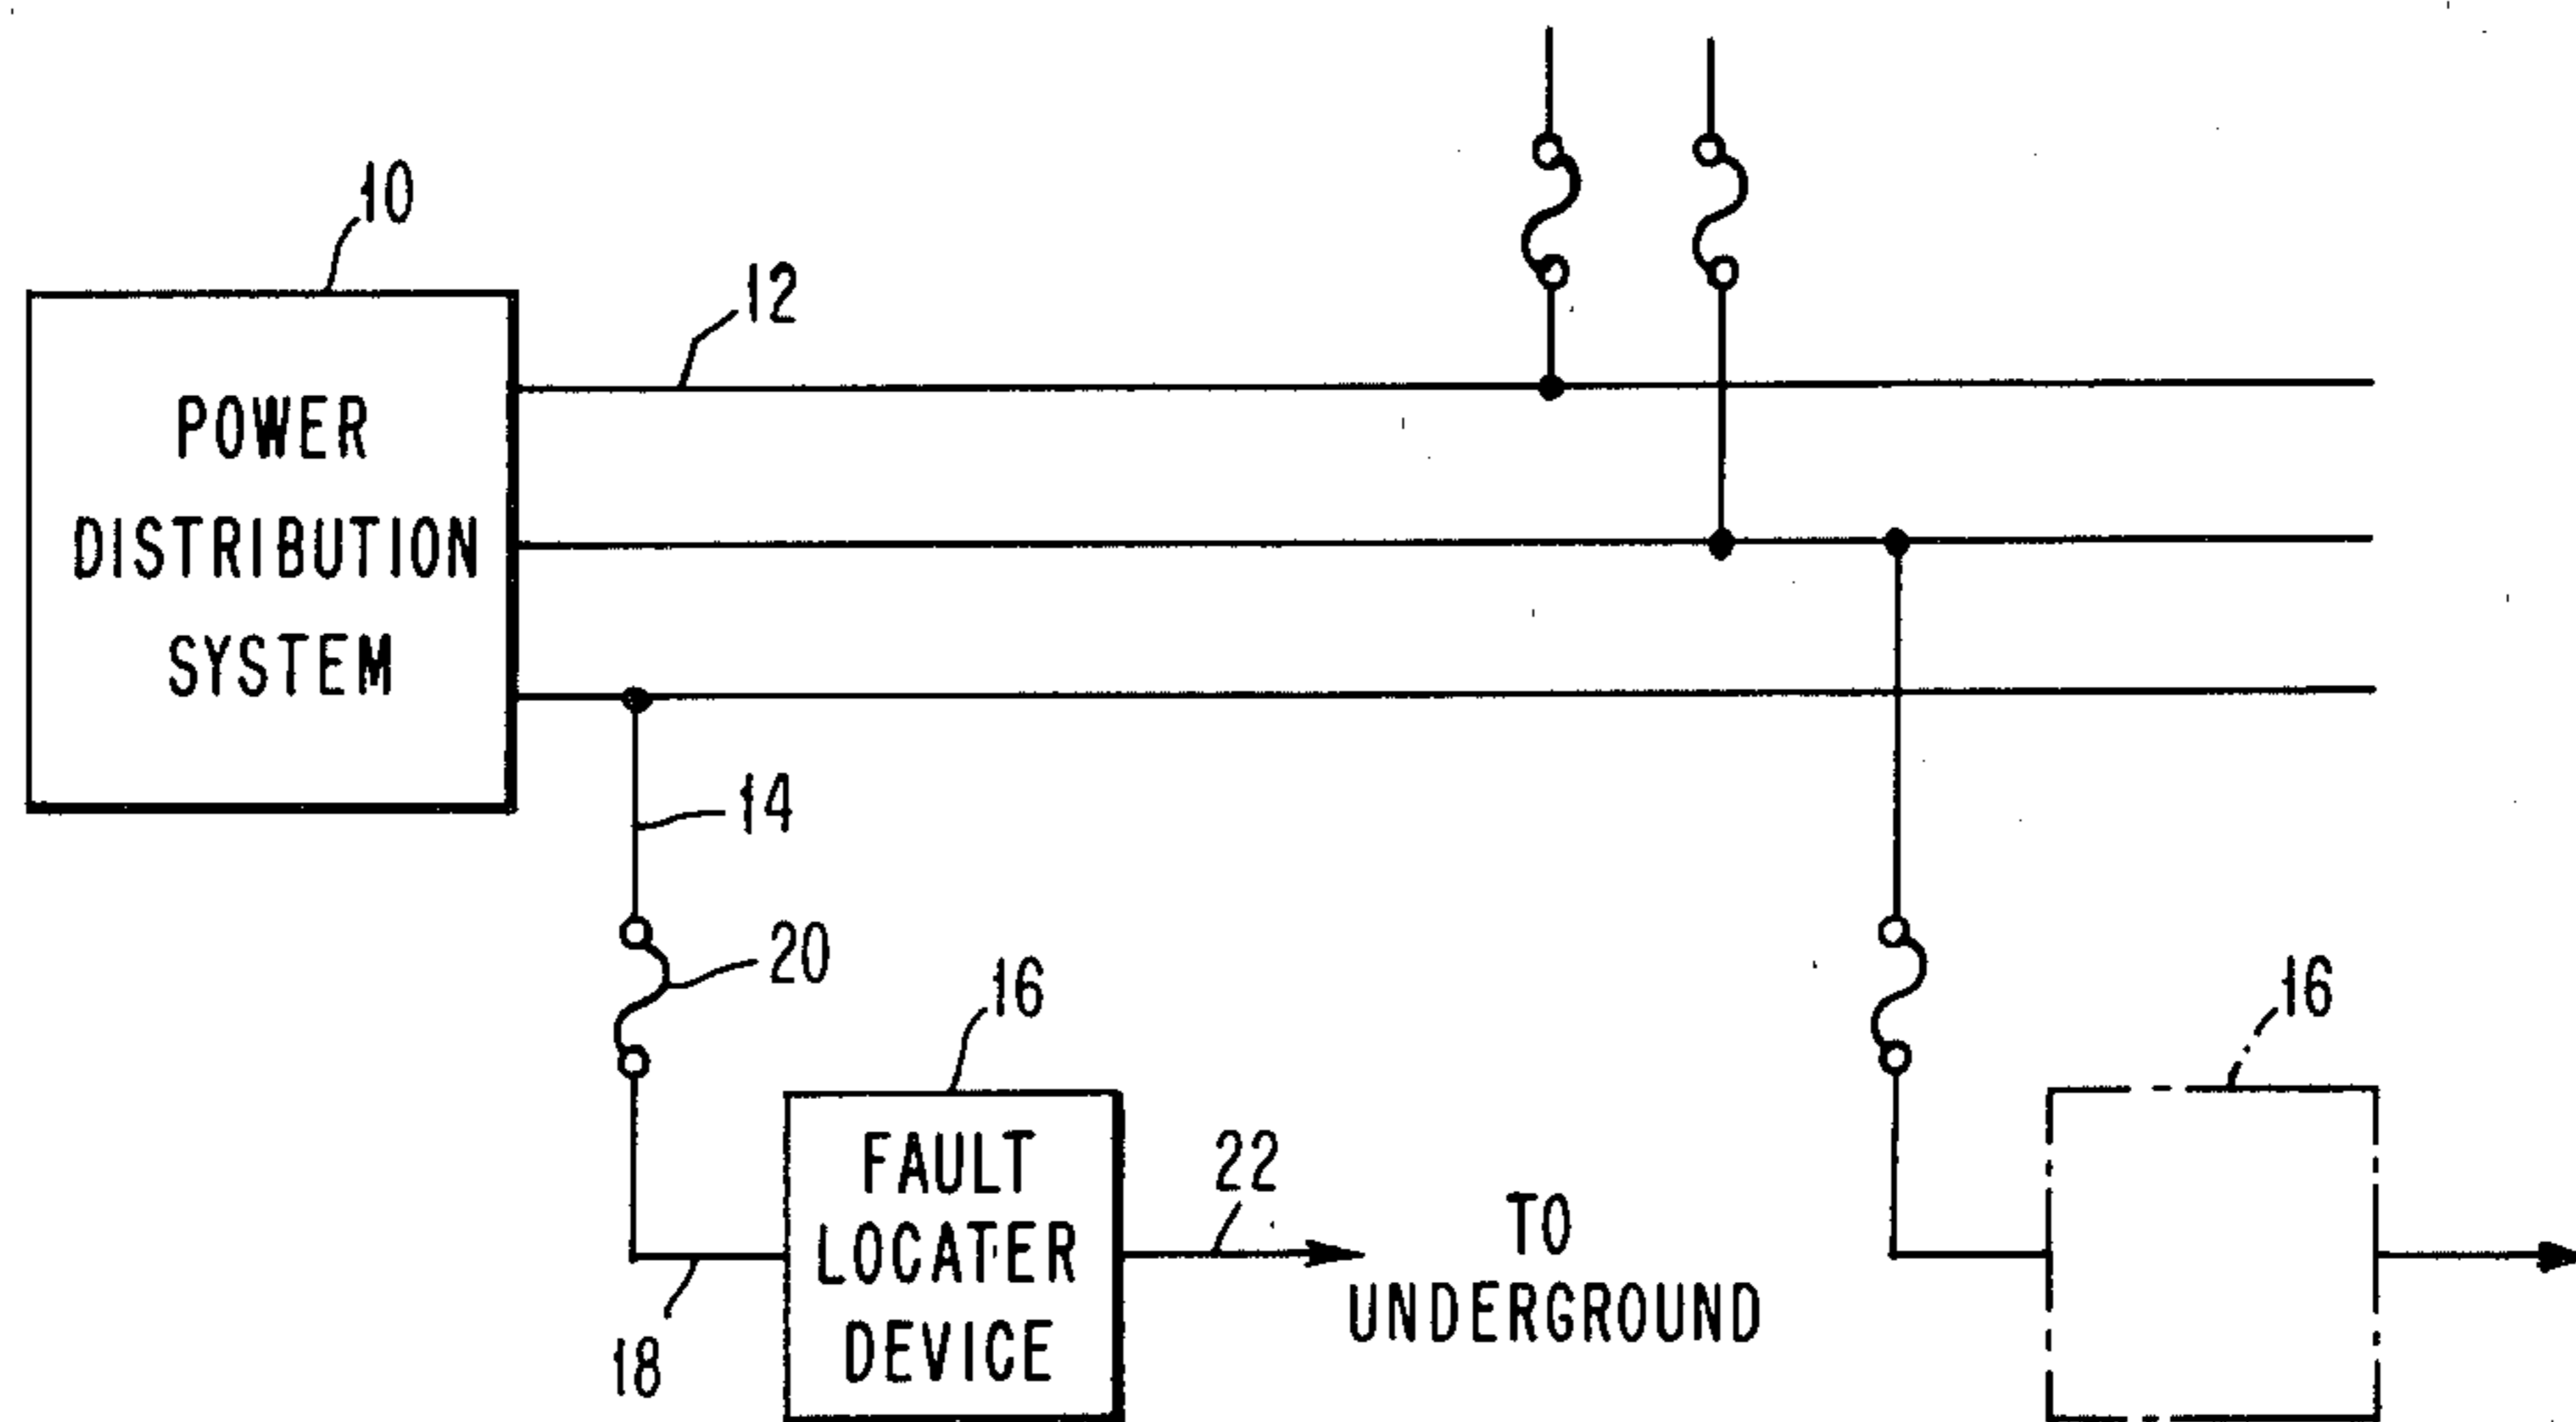 10
12
POWER
DISTRIBUTION
SYSTEM
14
20
16
16
FAULT
LOCATER
DEVICE
22
TO
UNDERGROUND
18